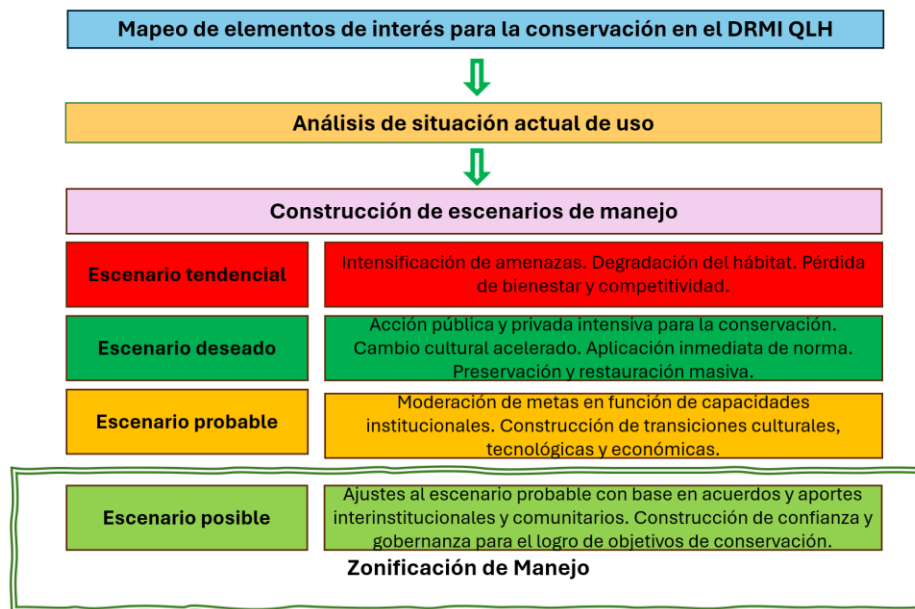 Mapeo de elementos de interés para la conservación en el DRMI QLH
Análisis de situación actual de uso
Construcción de escenarios de manejo
Escenario tendencial
Intensificación de amenazas. Degradación del hábitat. Pérdida
de bienestar y competitividad.
Escenario deseado
Acción pública y privada intensiva para la conservación.
Cambio cultural acelerado. Aplicación inmediata de norma.
Preservación y restauración masiva.
Escenario probable
Moderación de metas en función de capacidades
institucionales. Construcción de transiciones culturales,
tecnológicas y económicas.
Escenario posible
Ajustes al escenario probable con base en acuerdos y aportes
interinstitucionales y comunitarios. Construcción de confianza y
gobernanza para el logro de objetivos de conservación.
Zonificación de Manejo